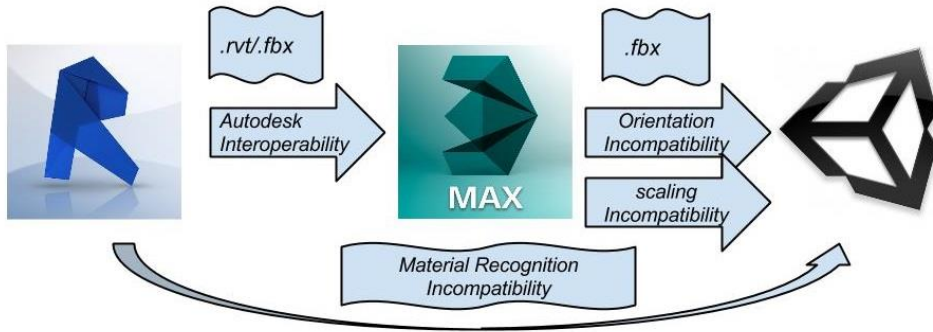 .rvt/.fbx
.fbx
Autodesk
Interoperability
Orientation
Incompatibility
MAX
scaling
Incompatibility
Material Recognition
Incompatibility